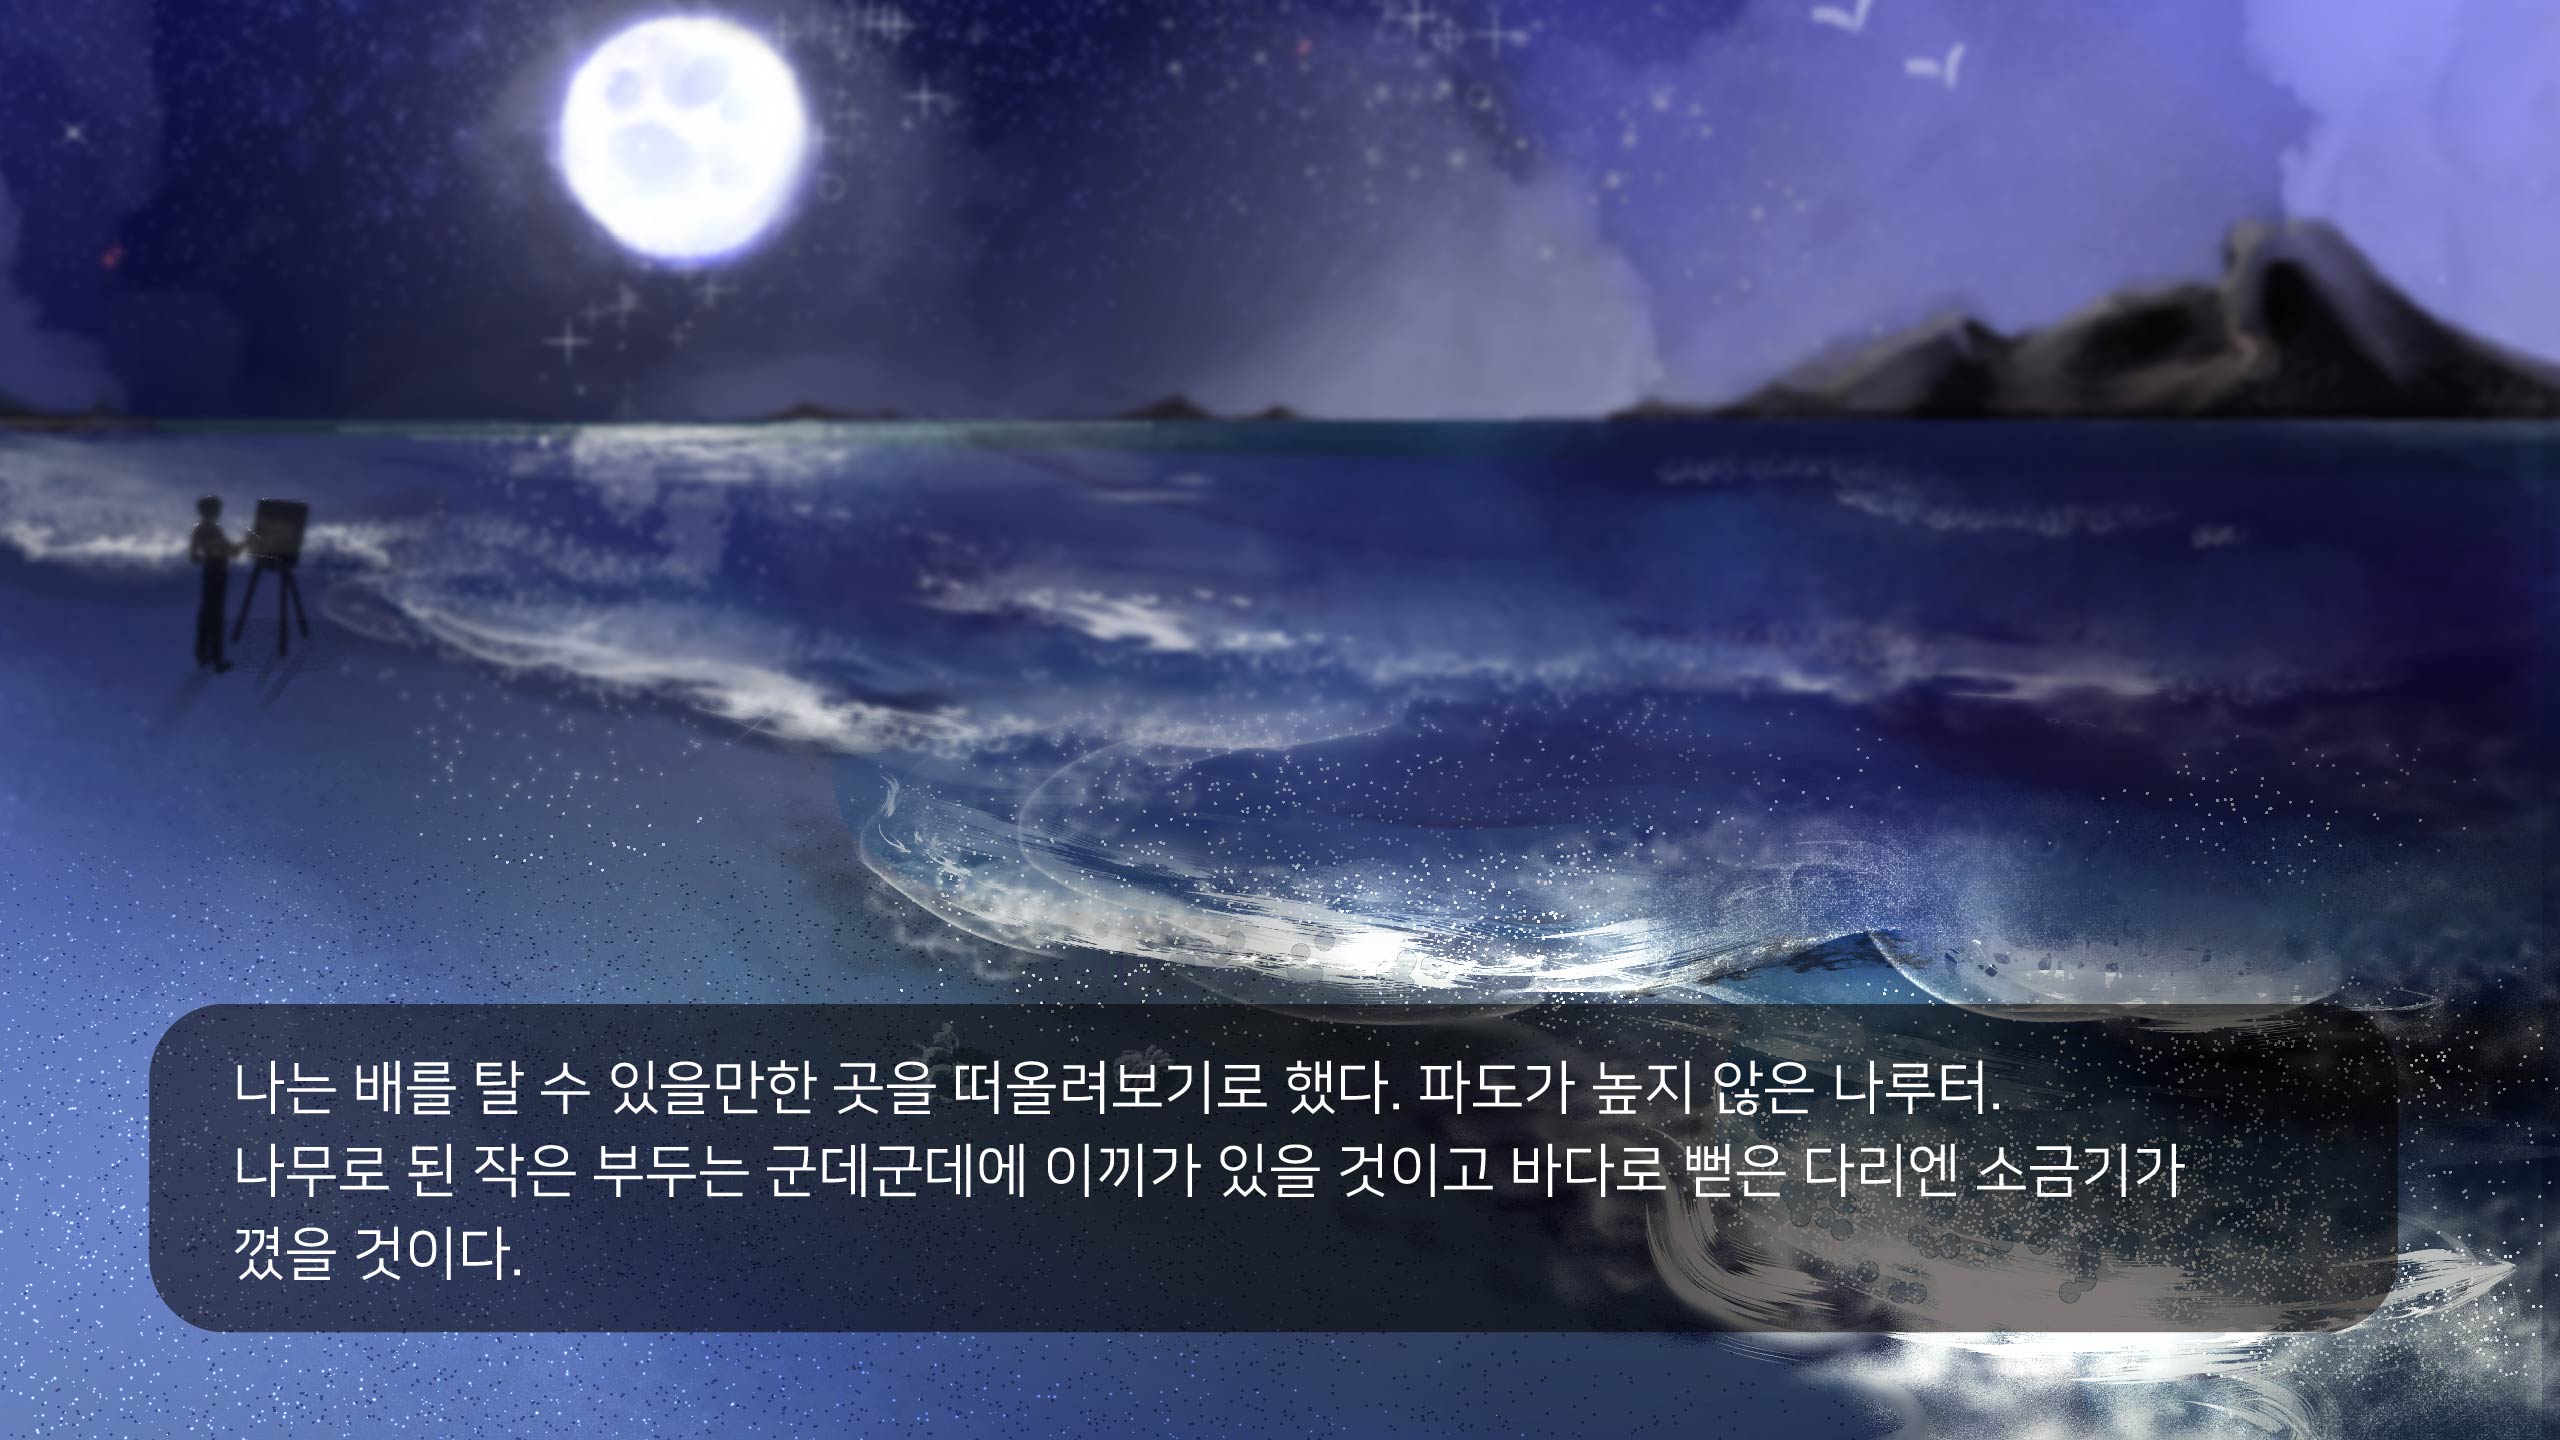 나는 배를 탈 수 있을만한 곳을 떠올려보기로 했다. 파도가 높지 않은 나루터.
나무로 된 작은 부두는 군데군데에 이끼가 있을 것이고 바다로 뻗은 다리엔 소금기가
꼈을 것이다.